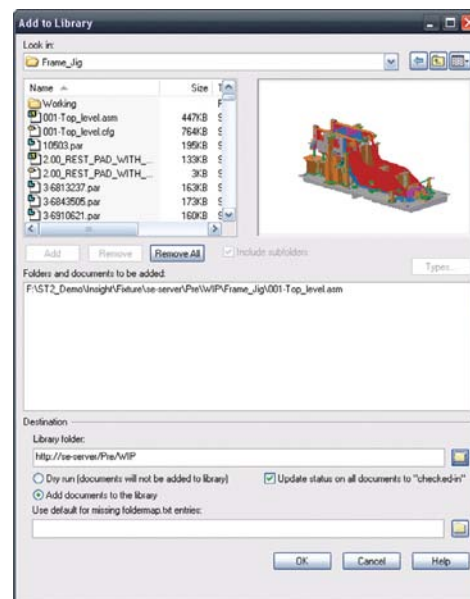 Add to Library
Look in:
Frame_Jig
Name Size T
Working F
001-Top_level.asm 447KB S
001-Top_level.cfg 764KB S
10503.par 195KB S
2.00_REST_PAD_WITH_... 133KB S
2.00_REST_PAD_WITH_... 3KB S
3-6813237.par 163KB S
3-6843505.par 173KB S
3-6910621.par 160KB S
Add Remove Remove All Include subfolders
Types...
Folders and documents to be added:
F:\ST2_Demo\Insight\Fixture\se-server\Pre\WIP\Frame_Jig\001-Top_level.asm
Destination
Library folder:
http://se-server/Pre/WIP
Dry run (documents will not be added to library) Update status on all documents to "checked-in"
Add documents to the library
Use default for missing foldermap.txt entries:
OK Cancel Help